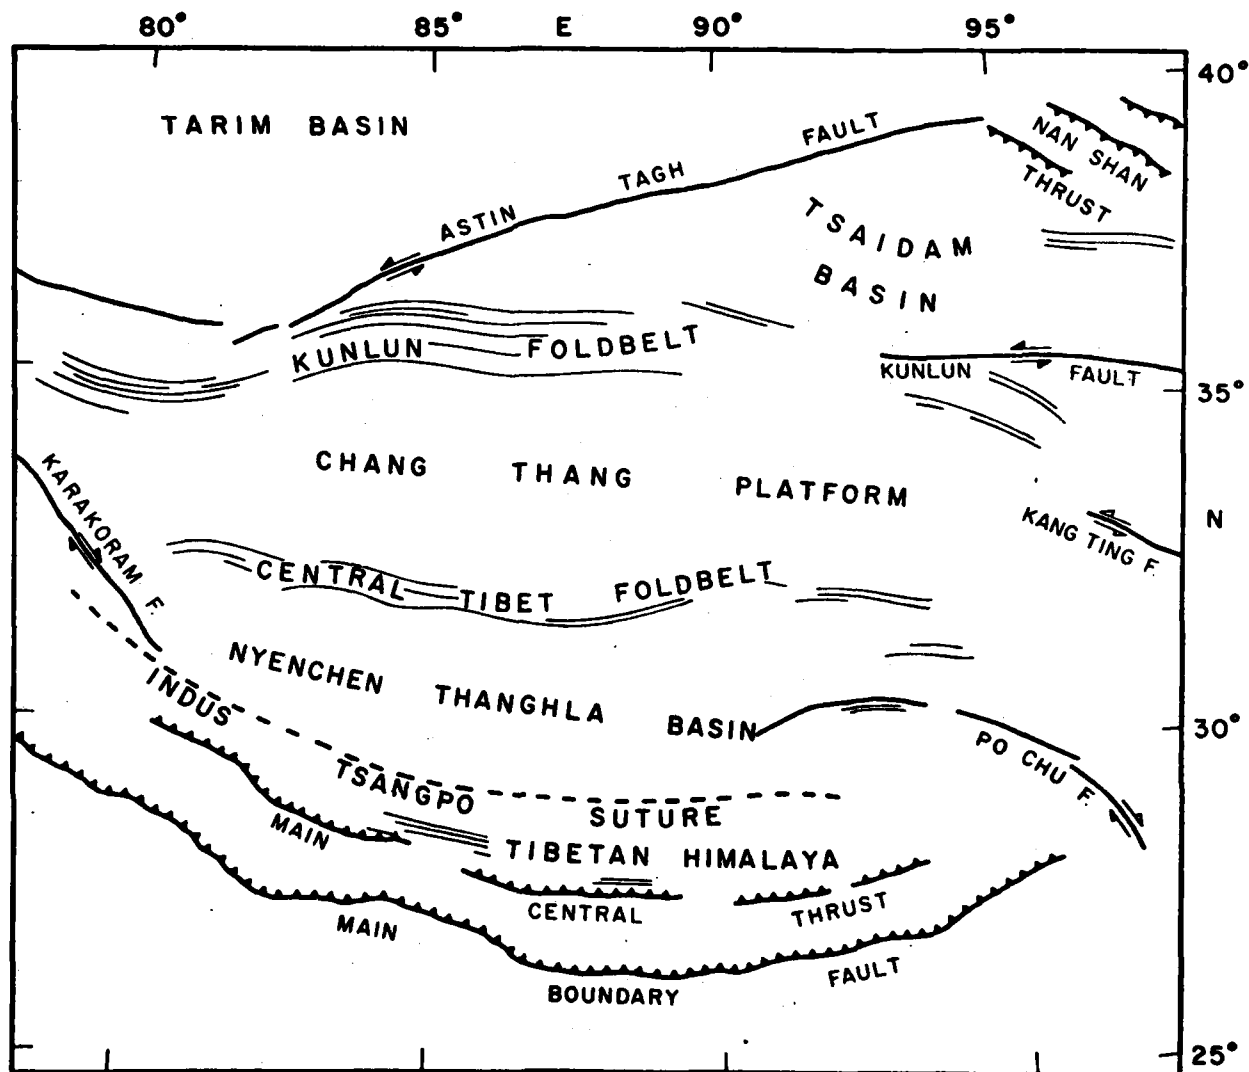 80° 85° E 90° 95°
40°
TARIM BASIN
ASTIN TAGH FAULT
NAN SHAN
THRUST
TSAIDAM
BASIN
KUNLUN FOLDBELT
KUNLUN FAULT
35°
CHANG THANG PLATFORM
KARAKORAM F.
N
KANG TING F.
CENTRAL TIBET FOLDBELT
NYENCHEN THANGHLA BASIN
30°
PO CHU F.
INDUS TSANGPO SUTURE
TIBETAN HIMALAYA
MAIN CENTRAL THRUST
MAIN BOUNDARY FAULT
25°